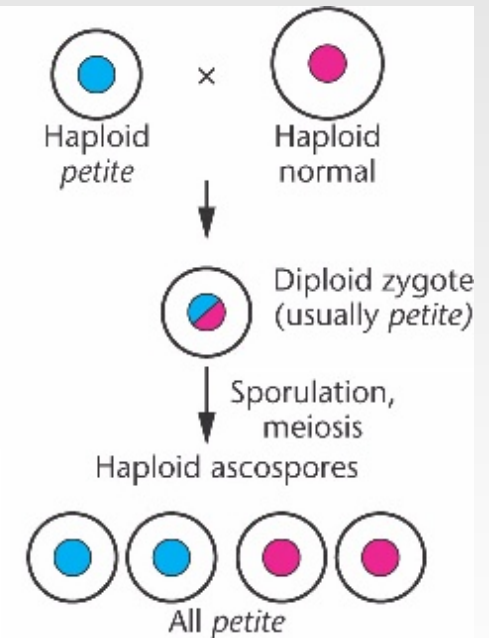 ×
Haploid
petite
Haploid
normal
Diploid zygote
(usually petite)
Sporulation,
meiosis
Haploid ascospores
All petite